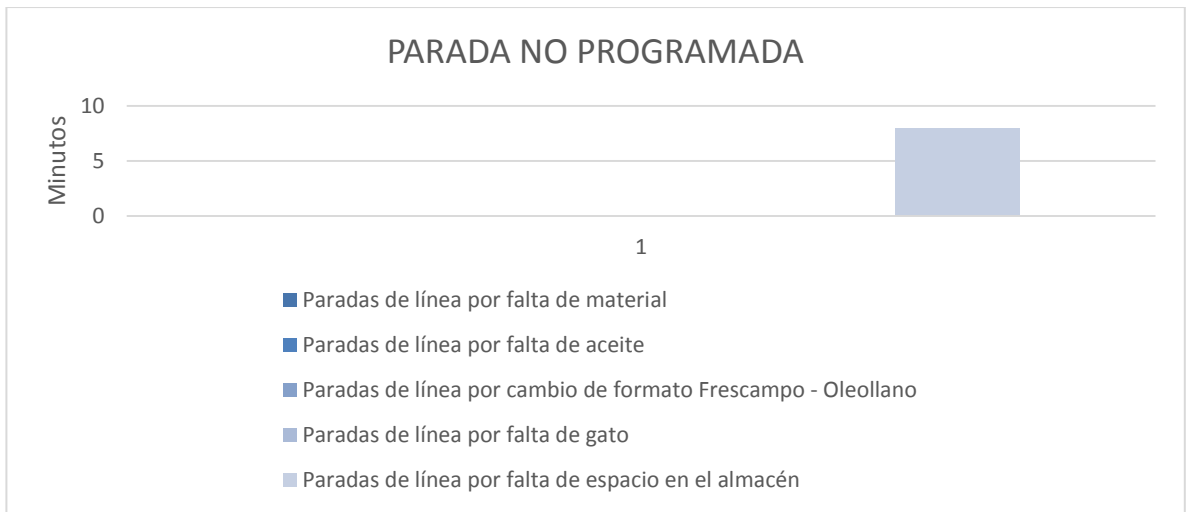 PARADA NO PROGRAMADA
Minutos
10
5
0
1
Paradas de línea por falta de material
Paradas de línea por falta de aceite
Paradas de línea por cambio de formato Frescampo - Oleollano
Paradas de línea por falta de gato
Paradas de línea por falta de espacio en el almacén